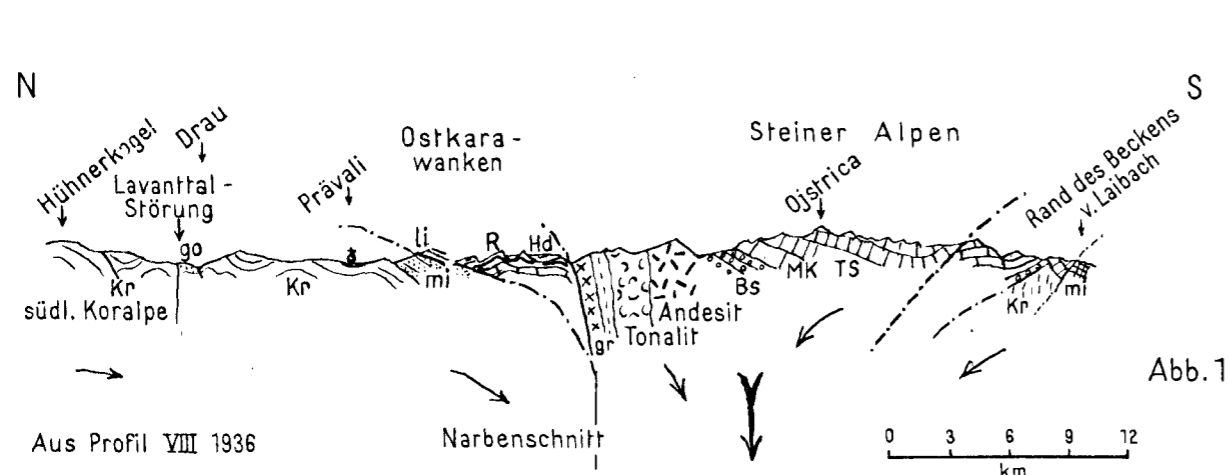 N
S
Hühnerkogel
Drau
Lavanttal-
Störung
Prävali
Ostkara-
wanken
Steiner Alpen
Ojstrica
Rand des Beckens
v. Laibach
go
li
R
Hd
Kr
Kr
mi
MK
TS
Bs
Kr
mi
südl. Koralpe
gr
Andesit
Tonalit
Abb.1
Aus Profil VIII 1936
Narbenschnitt
0 3 6 9 12
km